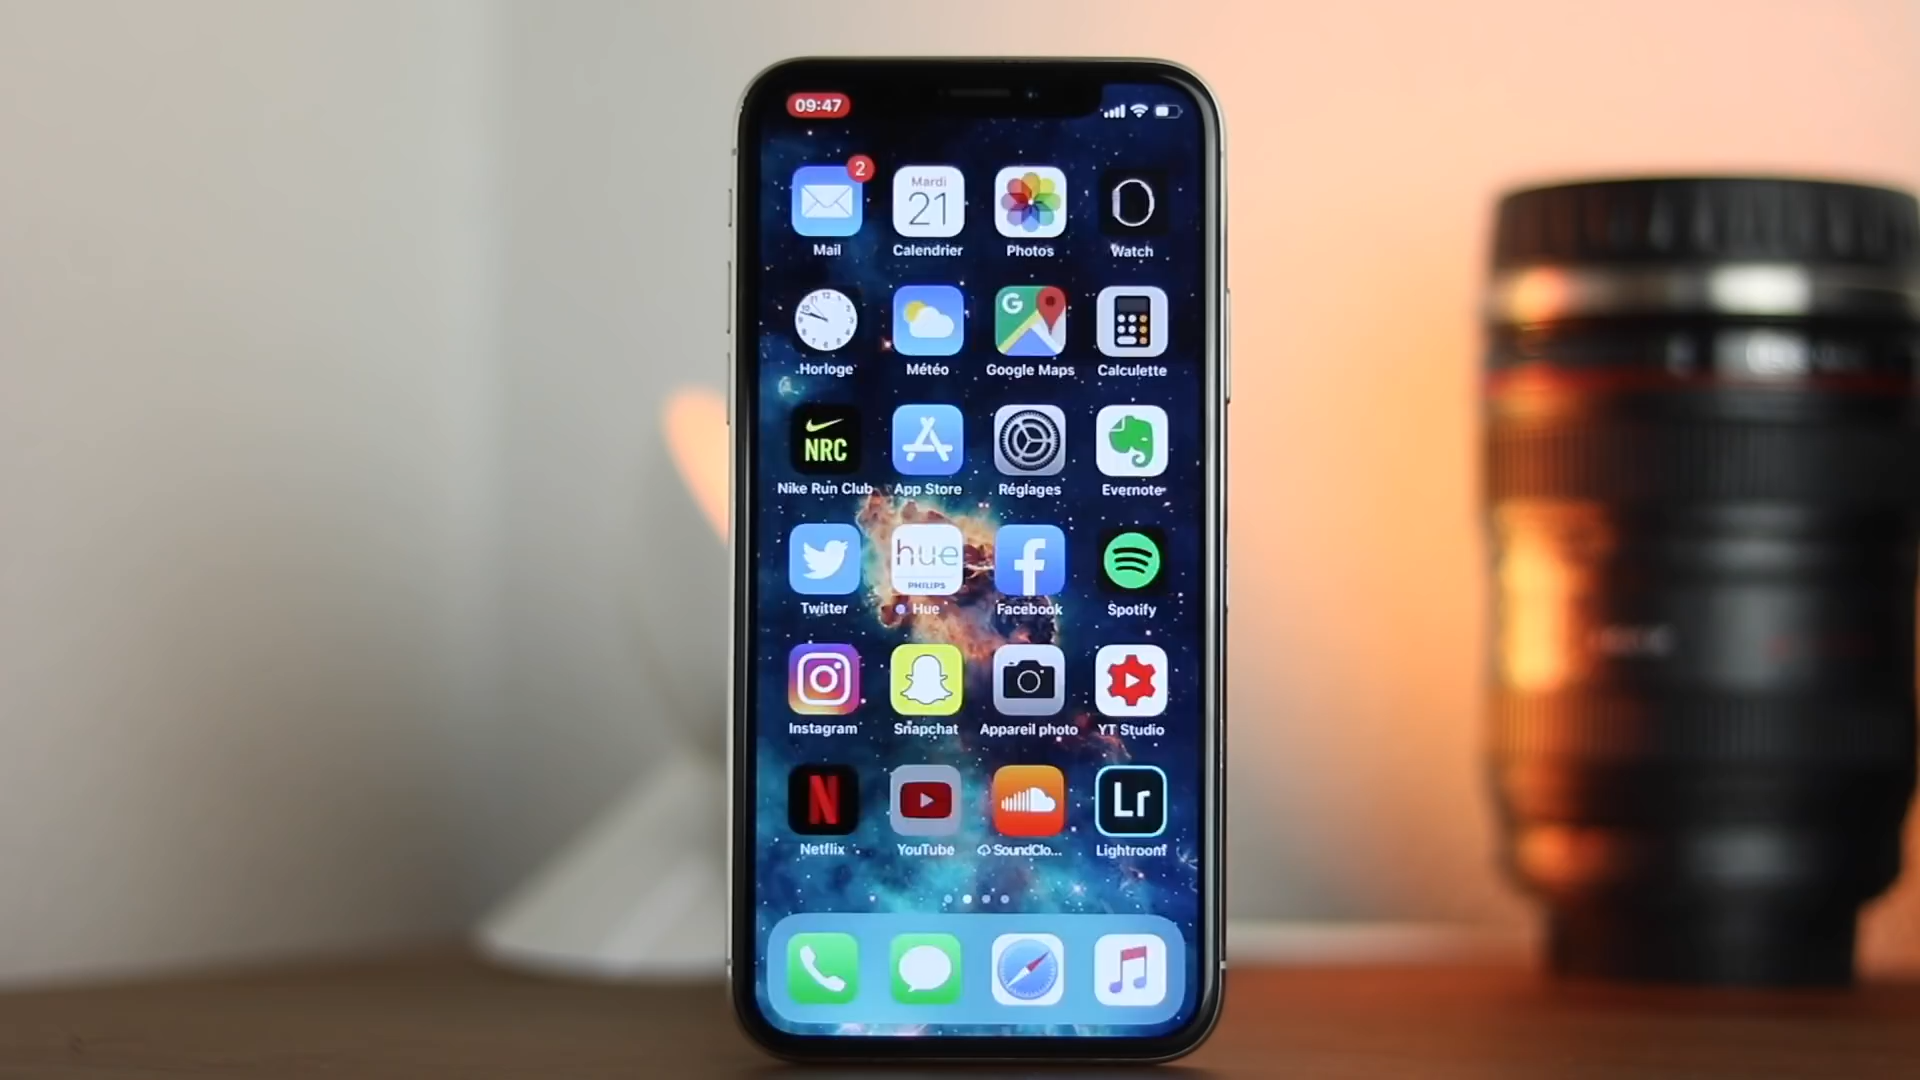 09:47
2
Mardi
21
Mail
Calendrier
Photos
Watch
G
Horloge
Météo
Google Maps
Calculette
NRC
Nike Run Club
App Store
Réglages
Evernote
hue
PHILIPS
Twitter
Hue
Facebook
Spotify
Instagram
Snapchat
Appareil photo
YT Studio
N
Lr
Netflix
YouTube
SoundClo...
Lightroom